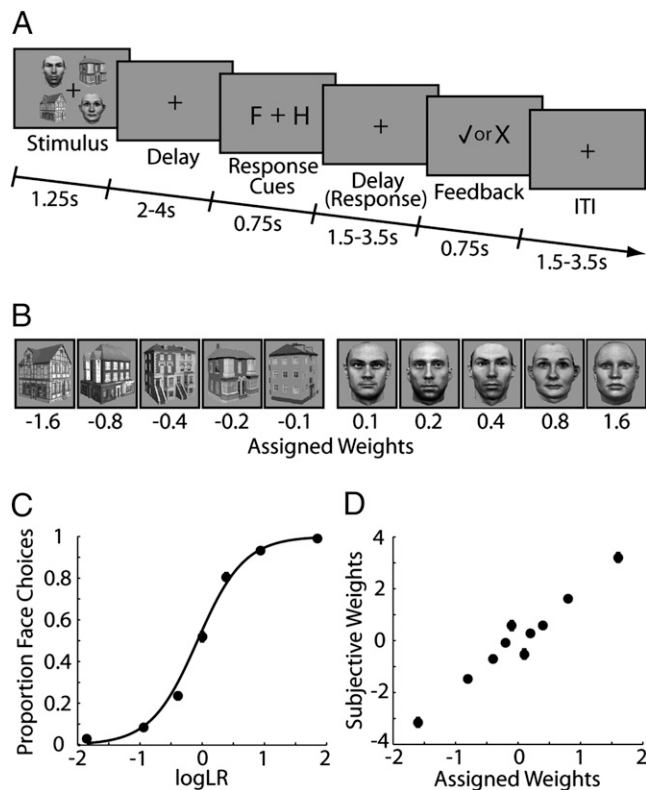 A
Stimulus
Delay
F + H
Response
Cues
Delay
(Response)
√ or X
Feedback
ITI
1.25s
2-4s
0.75s
1.5-3.5s
0.75s
1.5-3.5s
B
-1.6 -0.8 -0.4 -0.2 -0.1 0.1 0.2 0.4 0.8 1.6
Assigned Weights
C
Proportion Face Choices
1
0.8
0.6
0.4
0.2
0
-2 -1 0 1 2
logLR
D
Subjective Weights
4
2
0
-2
-4
-2 -1 0 1 2
Assigned Weights